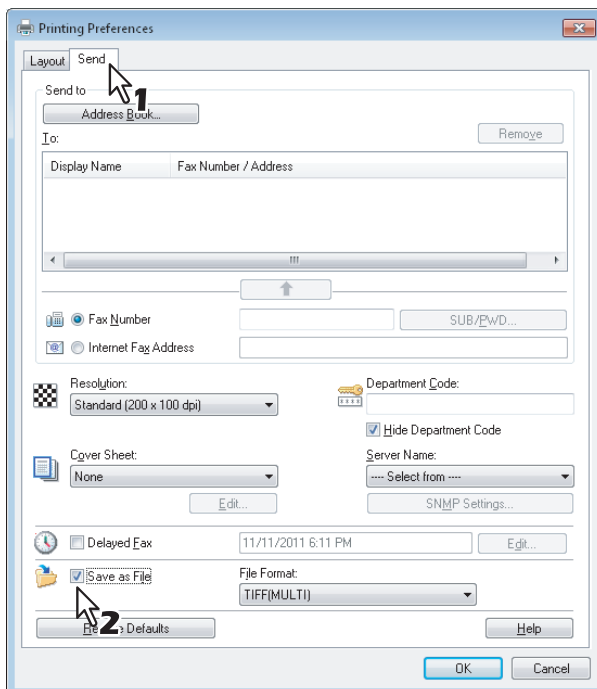 Printing Preferences
Layout Send
1
Send to
Address Book...
To:
Remove
Display Name Fax Number / Address
Fax Number SUB/PWD...
Internet Fax Address
Resolution: Department Code:
Standard (200 x 100 dpi)
Hide Department Code
Cover Sheet: Server Name:
None ---- Select from ----
Edit... SNMP Settings...
Delayed Fax 11/11/2011 6:11 PM Edit...
Save as File File Format:
TIFF(MULTI)
2
Defaults Help
OK Cancel